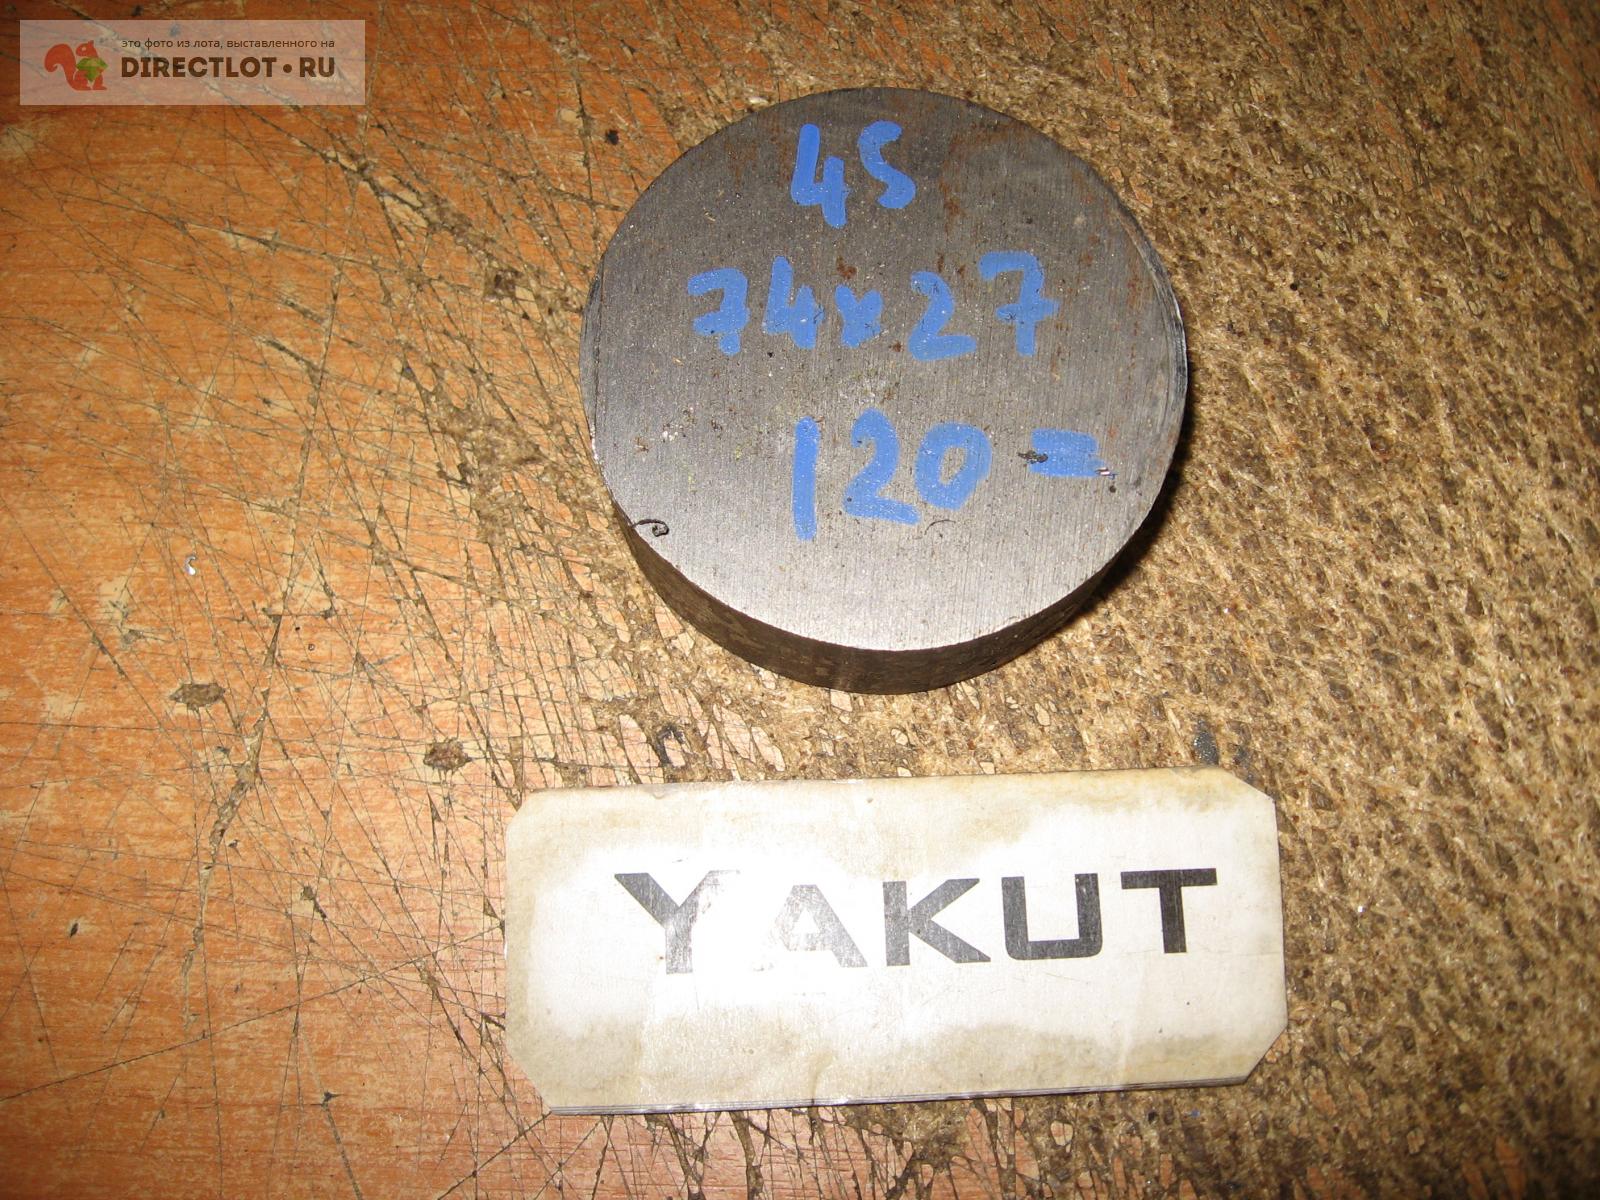 это фото из лота, выставленного на
DIRECTLOT•RU
45
74x27
120=
YAKUT